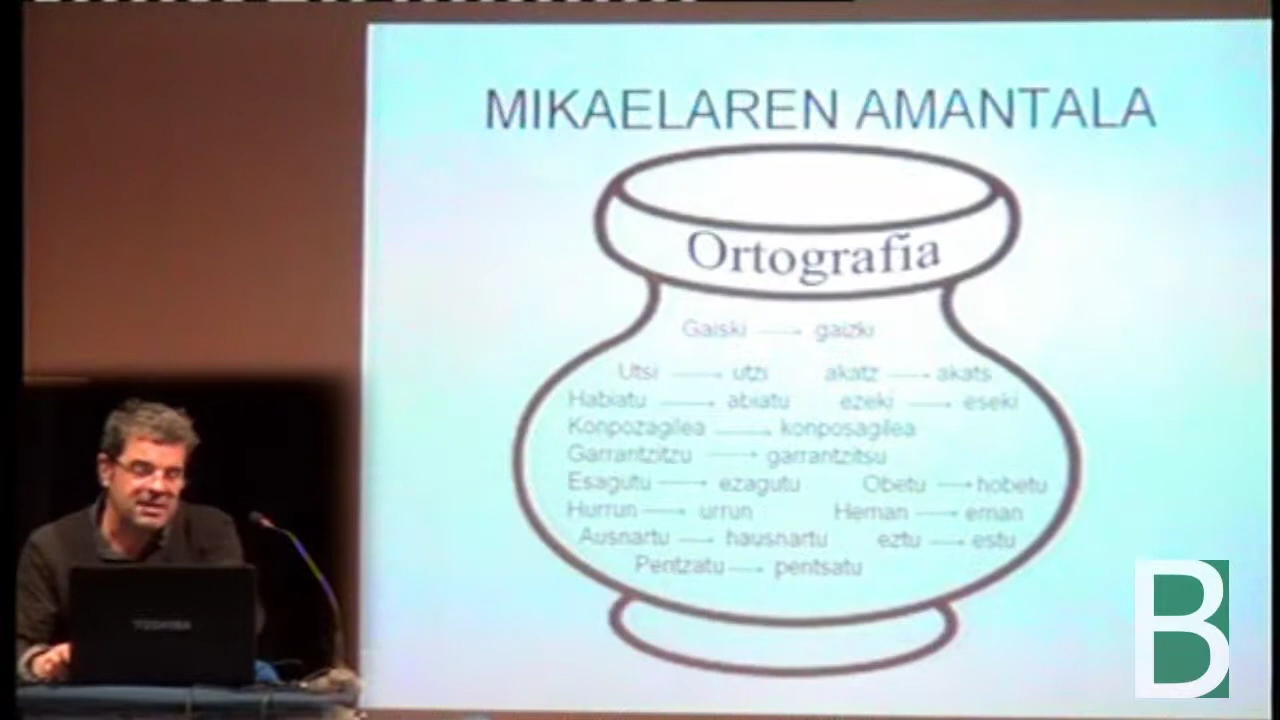 MIKAELAREN AMANTALA
Ortografia
Gaiski → gaizki
Utsi → utzi akatz → akats
Habiatu → abiatu ezeki → eseki
Konpozagilea → konposagilea
Garrantzitzu → garrantzitsu
Esagutu → ezagutu Obetu → hobetu
Hurrun → urrun Heman → eman
Ausnartu → hausnartu eztu → estu
Pentzatu → pentsatu
TOSHIBA
B